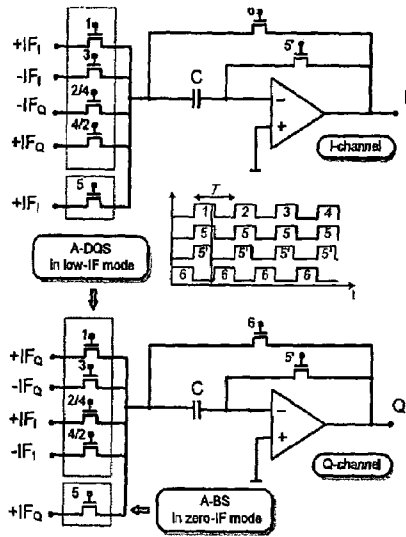 6
1
+IF_I
5'
3
-IF_I
2/4
C
-IF_Q
−
I
4/2
+
+IF_Q
I-channel
5
+IF_I
T
1 2 3 4
5 5 5 5
A-DQS
in low-IF mode
5' 5' 5' 5'
6 6 6 6
t
6
1
+IF_Q
5'
3
-IF_Q
2/4
C
+IF_I
−
Q
4/2
+
-IF_I
Q-channel
5
+IF_Q
A-BS
in zero-IF mode